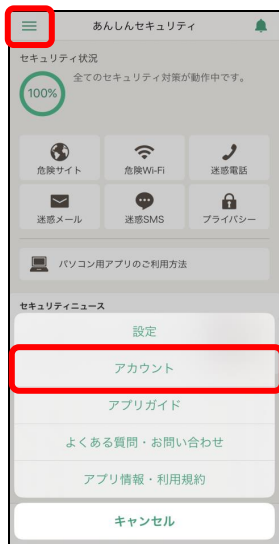 あんしんセキュリティ
セキュリティ状況
100%
全てのセキュリティ対策が動作中です。
危険サイト
危険Wi-Fi
迷惑電話
迷惑メール
迷惑SMS
プライバシー
パソコン用アプリのご利用方法
セキュリティニュース
設定
アカウント
アプリガイド
よくある質問・お問い合わせ
アプリ情報・利用規約
キャンセル